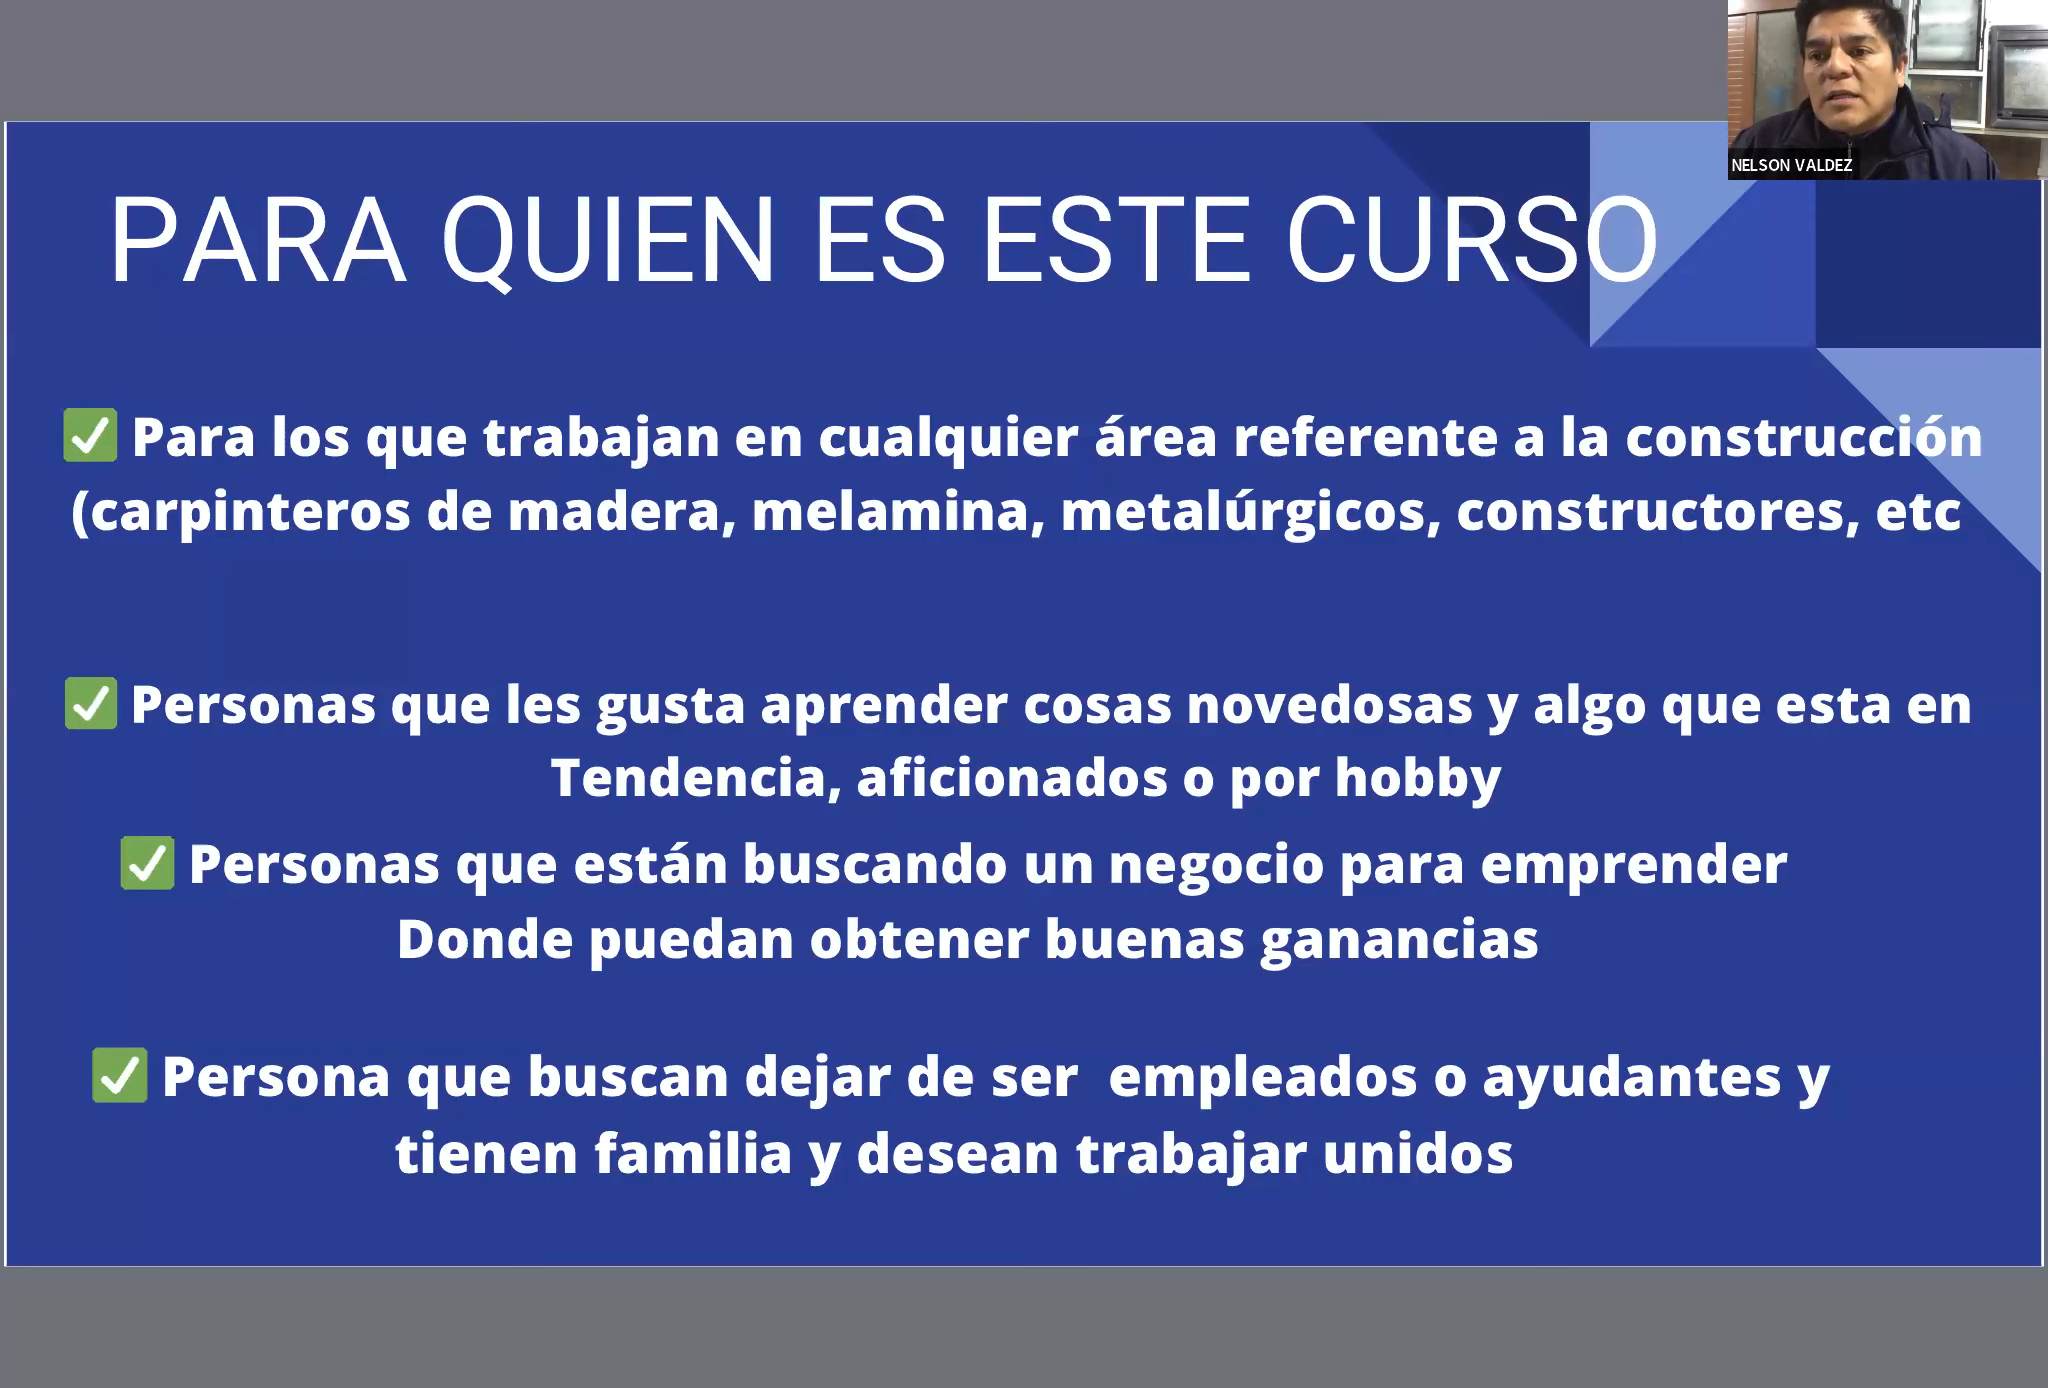 NELSON VALDEZ
PARA QUIEN ES ESTE CURSO
✅ Para los que trabajan en cualquier área referente a la construcción
(carpinteros de madera, melamina, metalúrgicos, constructores, etc
✅ Personas que les gusta aprender cosas novedosas y algo que esta en
Tendencia, aficionados o por hobby
✅ Personas que están buscando un negocio para emprender
Donde puedan obtener buenas ganancias
✅ Persona que buscan dejar de ser  empleados o ayudantes y
tienen familia y desean trabajar unidos